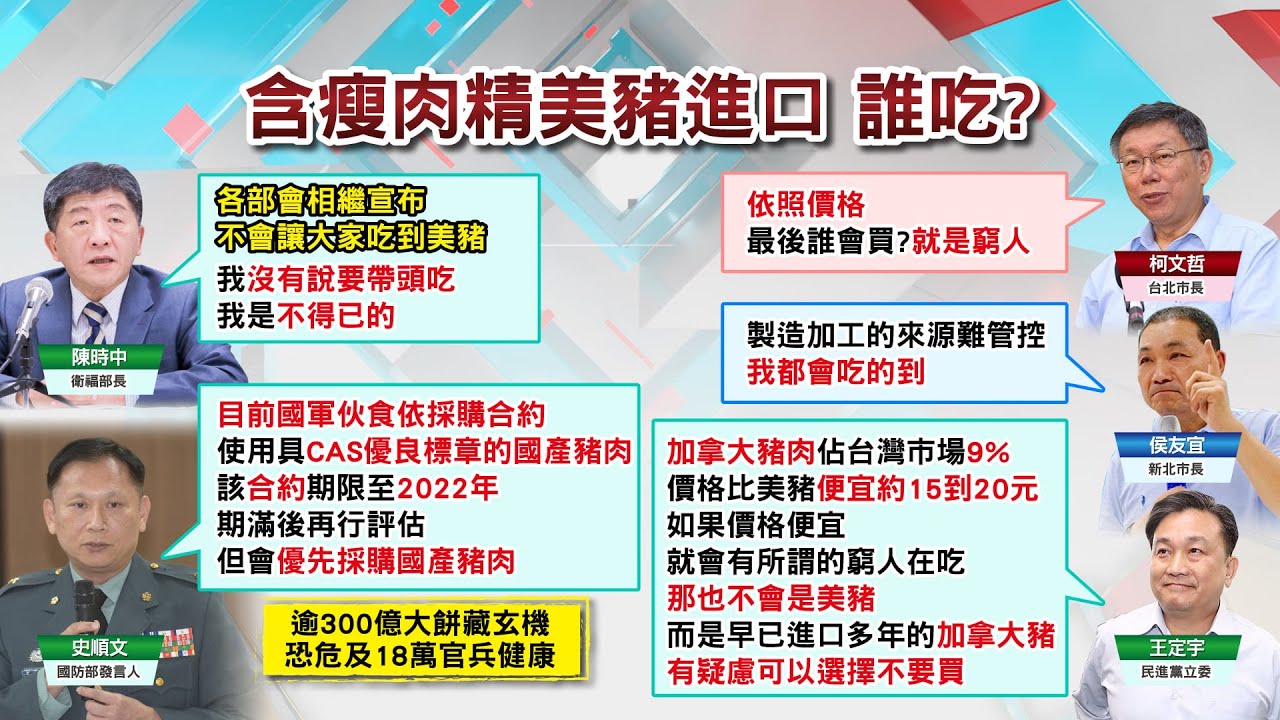 含瘦肉精美豬進口 誰吃?
各部會相繼宣布
不會讓大家吃到美豬
我沒有說要帶頭吃
我是不得已的
陳時中
衛福部長
目前國軍伙食依採購合約
使用具CAS優良標章的國產豬肉
該合約期限至2022年
期滿後再行評估
但會優先採購國產豬肉
史順文
國防部發言人
逾300億大餅藏玄機
恐危及18萬官兵健康
依照價格
最後誰會買?就是窮人
柯文哲
台北市長
製造加工的來源難管控
我都會吃的到
侯友宜
新北市長
加拿大豬肉佔台灣市場9%
價格比美豬便宜約15到20元
如果價格便宜
就會有所謂的窮人在吃
那也不會是美豬
而是早已進口多年的加拿大豬
有疑慮可以選擇不要買
王定宇
民進黨立委